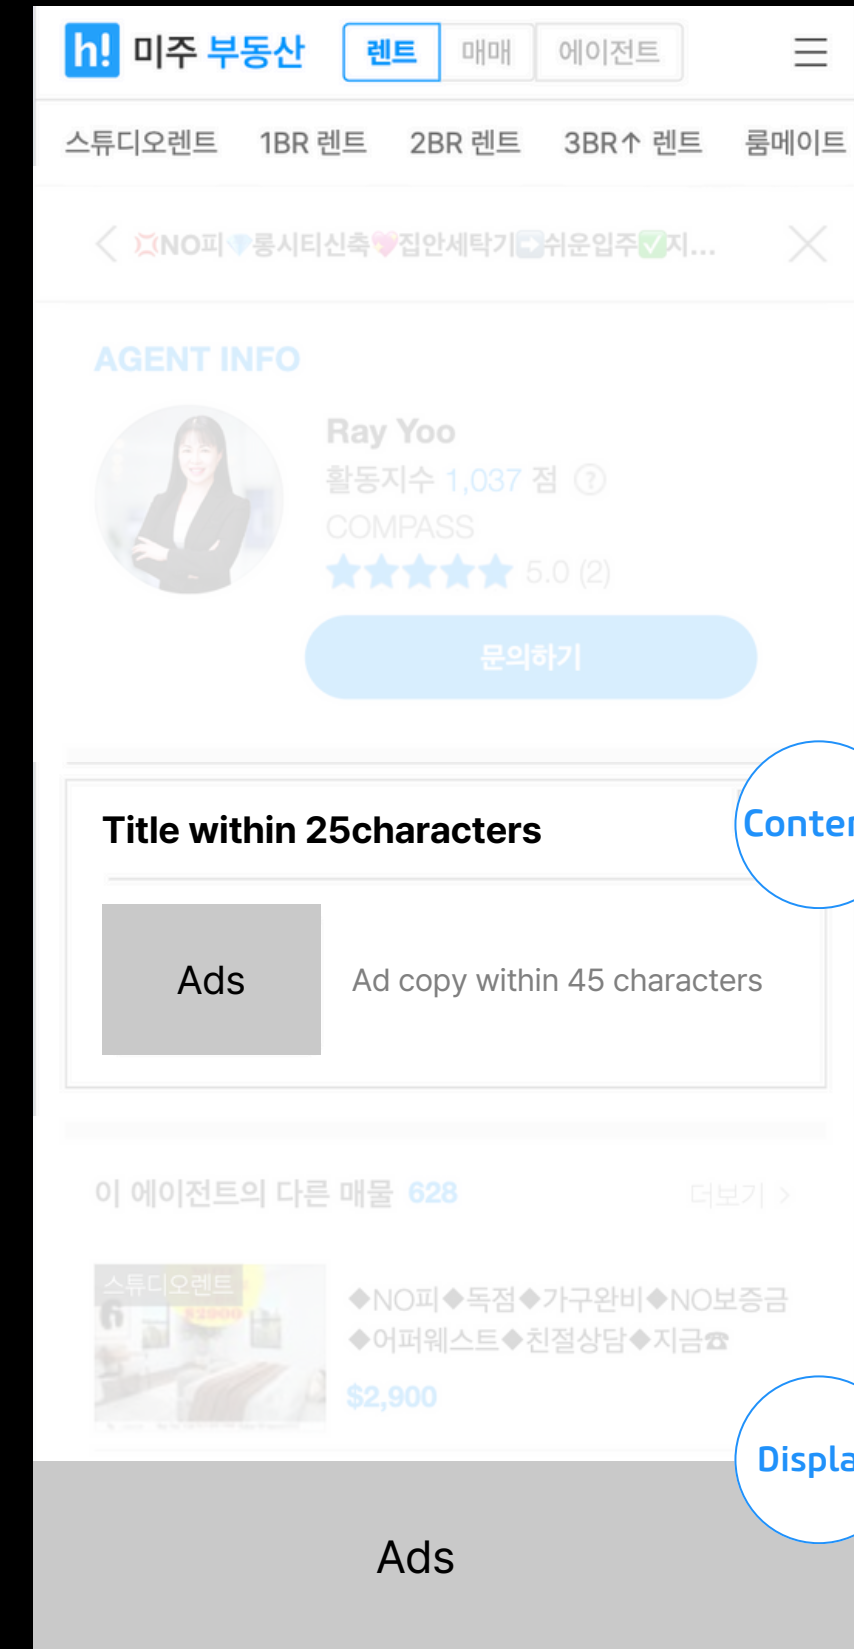 h! 미주 부동산 렌트 매매 에이전트
스튜디오렌트 1BR 렌트 2BR 렌트 3BR↑ 렌트 룸메이트
💢NO피💎롱시티신축💖집안세탁기➡️쉬운입주✅지...
AGENT INFO
Ray Yoo
활동지수 1,037 점 ?
COMPASS
★★★★★ 5.0 (2)
문의하기
Conter
Title within 25characters
Ads
Ad copy within 45 characters
이 에이전트의 다른 매물 628 더보기 >
스튜디오렌트
6
$2900
◆NO피◆독점◆가구완비◆NO보증금
◆어퍼웨스트◆친절상담◆지금☎
$2,900
Displa
Ads